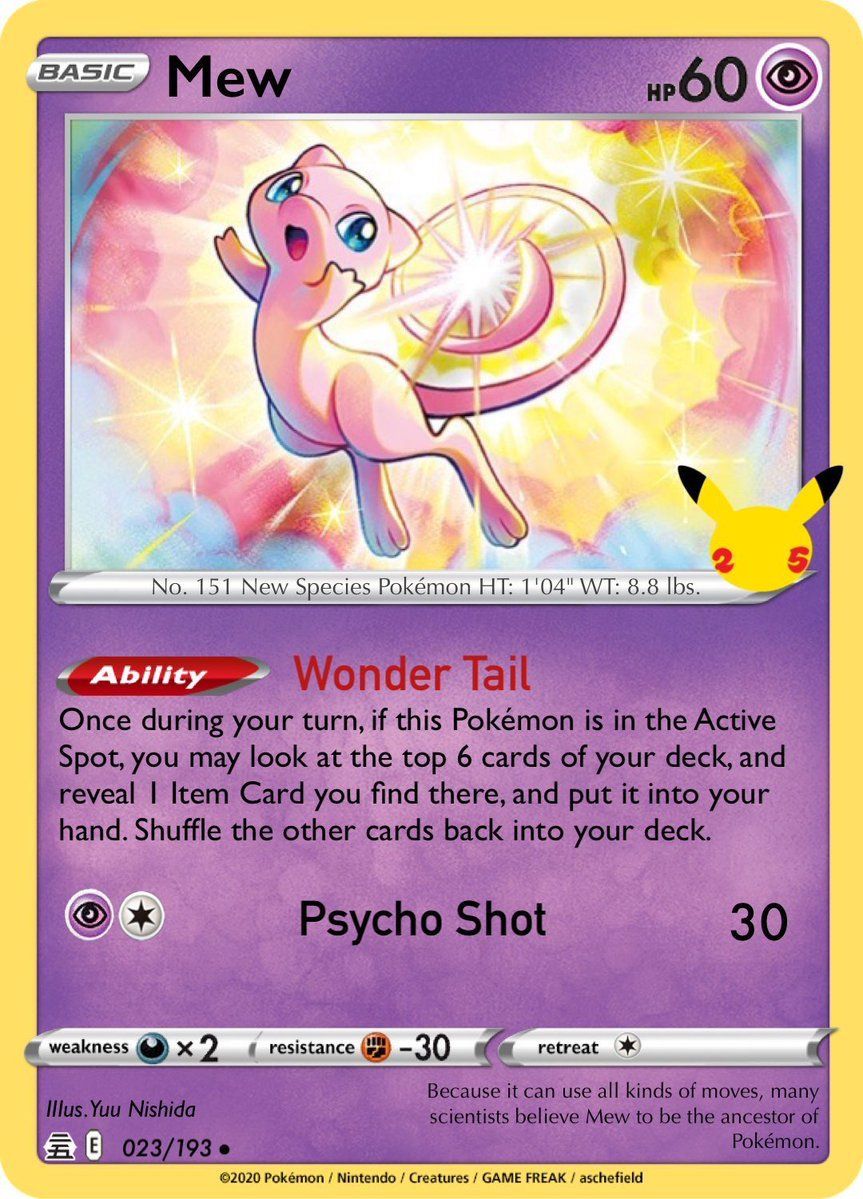 BASIC Mew HP60
25
No. 151 New Species Pokémon HT: 1'04" WT: 8.8 lbs.
Ability Wonder Tail
Once during your turn, if this Pokémon is in the Active
Spot, you may look at the top 6 cards of your deck, and
reveal 1 Item Card you find there, and put it into your
hand. Shuffle the other cards back into your deck.
Psycho Shot 30
weakness ×2 resistance -30 retreat
Illus. Yuu Nishida
Because it can use all kinds of moves, many
scientists believe Mew to be the ancestor of
Pokémon.
E 023/193
©2020 Pokémon / Nintendo / Creatures / GAME FREAK / aschefield